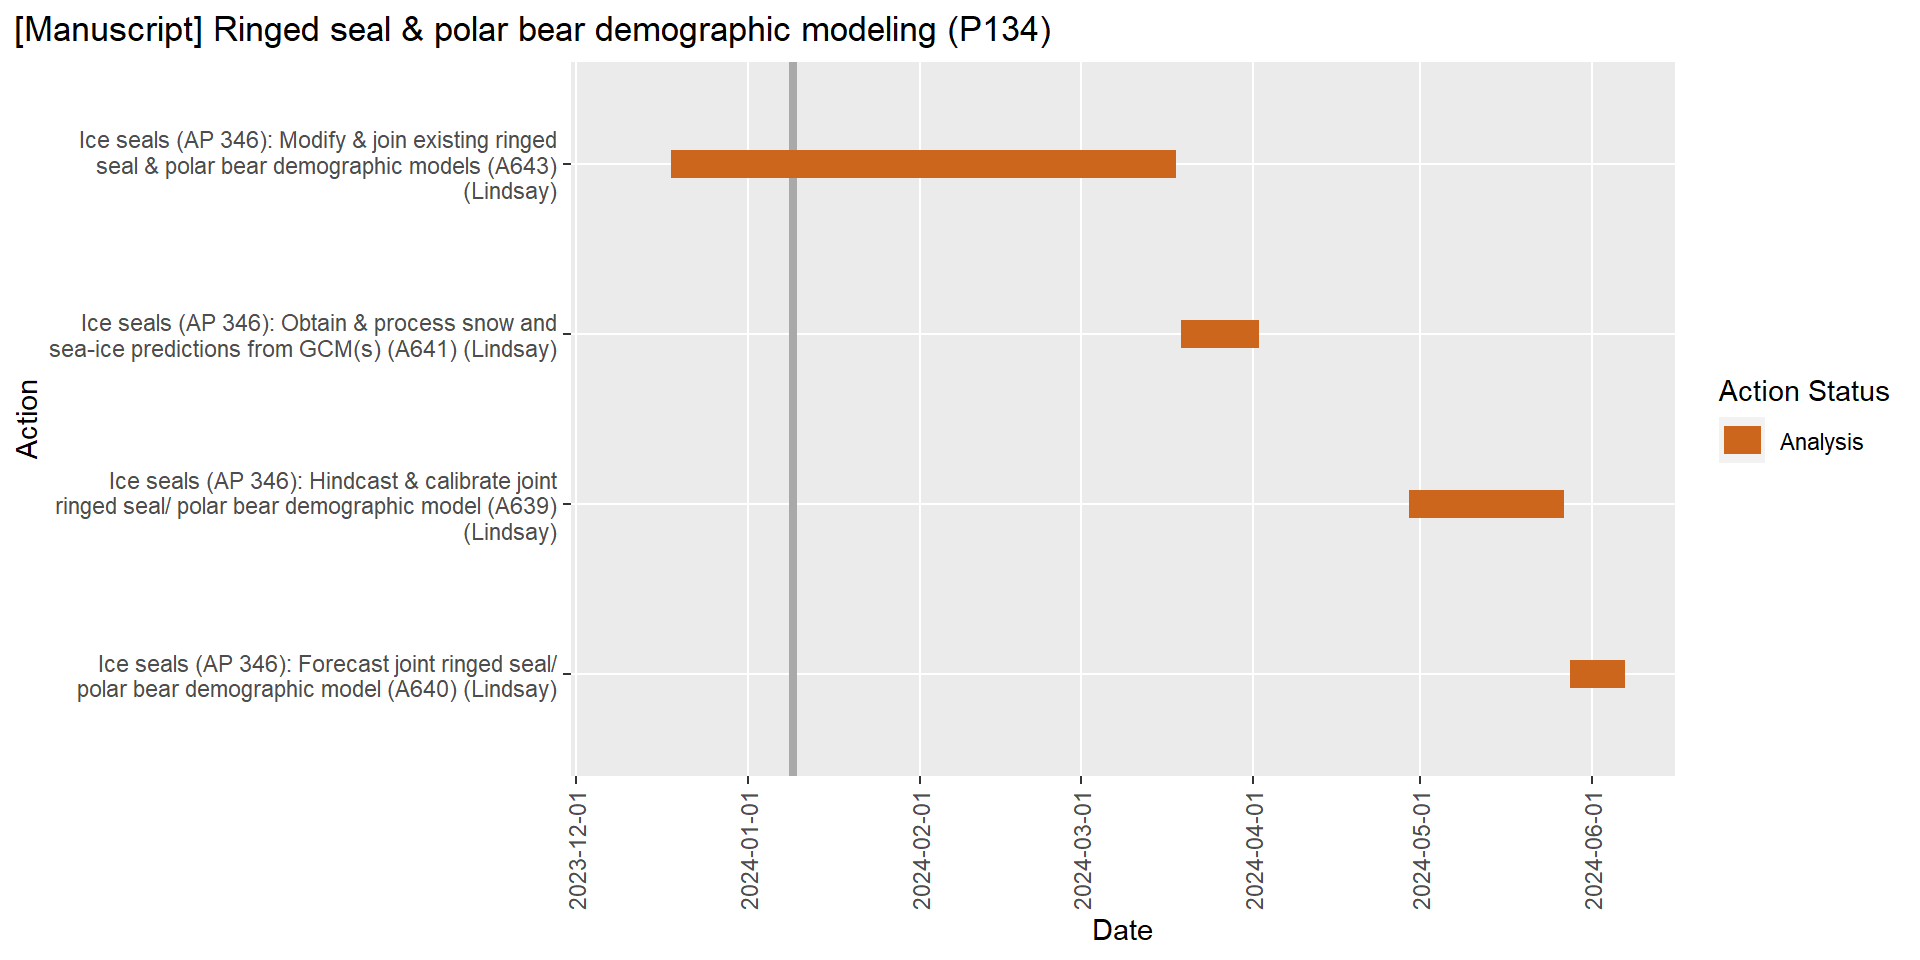 [Manuscript] Ringed seal & polar bear demographic modeling (P134)
Ice seals (AP 346): Modify & join existing ringed
seal & polar bear demographic models (A643)
(Lindsay)
Ice seals (AP 346): Obtain & process snow and
sea-ice predictions from GCM(s) (A641) (Lindsay)
Ice seals (AP 346): Hindcast & calibrate joint
ringed seal/ polar bear demographic model (A639)
(Lindsay)
Ice seals (AP 346): Forecast joint ringed seal/
polar bear demographic model (A640) (Lindsay)
Action
2023-12-01
2024-01-01
2024-02-01
2024-03-01
2024-04-01
2024-05-01
2024-06-01
Date
Action Status
Analysis